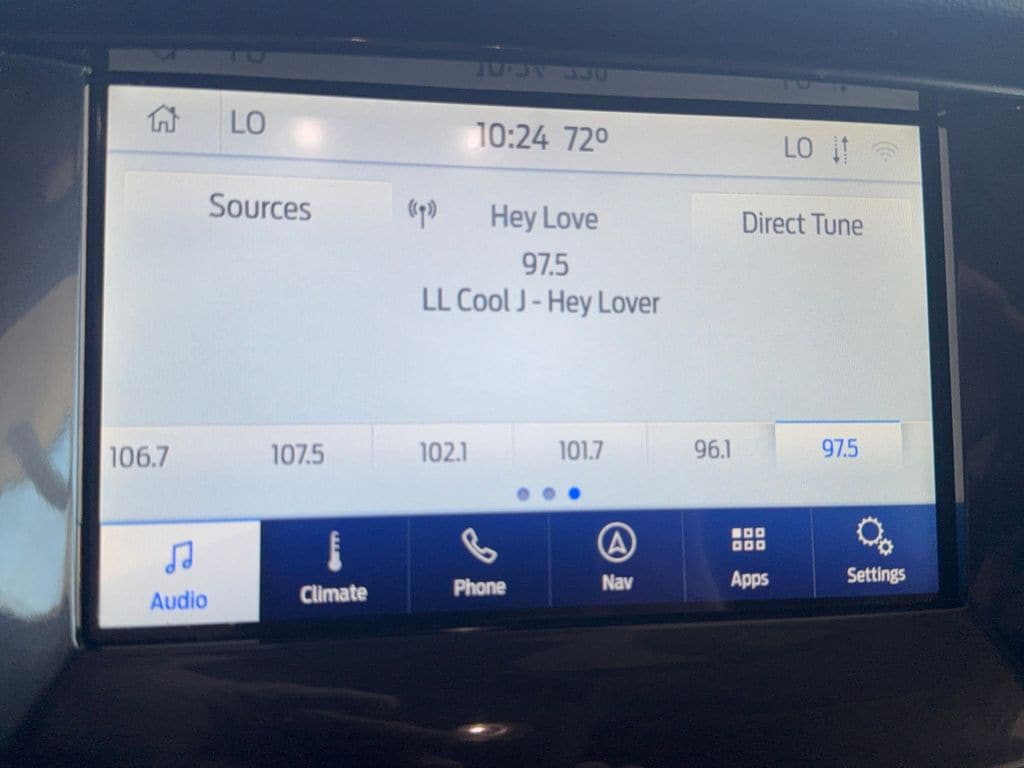 LO 10:24 72° LO
Sources Hey Love Direct Tune
97.5
LL Cool J - Hey Lover
106.7 107.5 102.1 101.7 96.1 97.5
Audio Climate Phone Nav Apps Settings